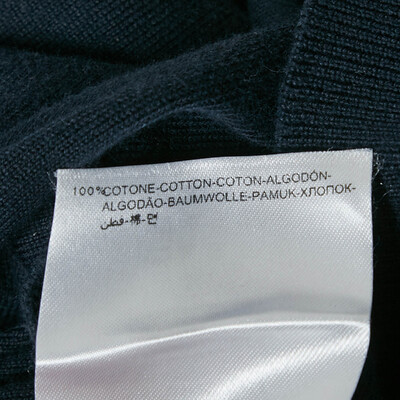 100%COTONE-COTTON-COTON-ALGODÓN-
ALGODÃO-BAUMWOLLE-PAMUK-ХЛОПОК-
قطن-棉-면